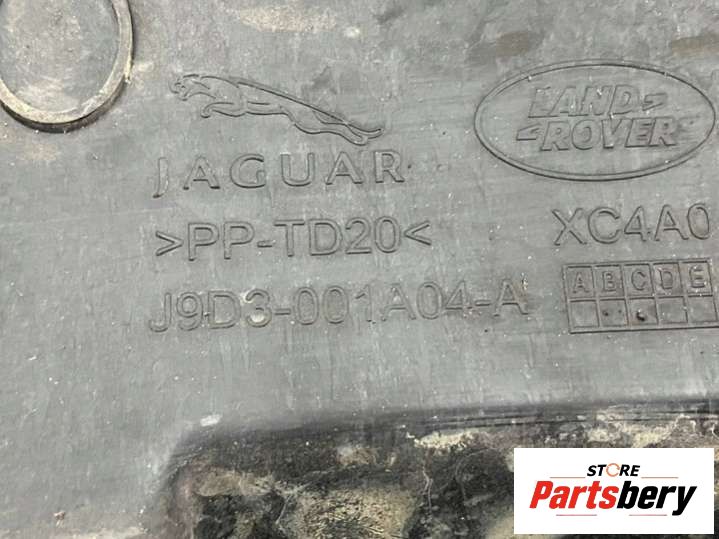 JAGUAR
LAND
ROVER
>PP-TD20<
XC4A0
J9D3-001A04-A
A B C D E
STORE
Partsbery